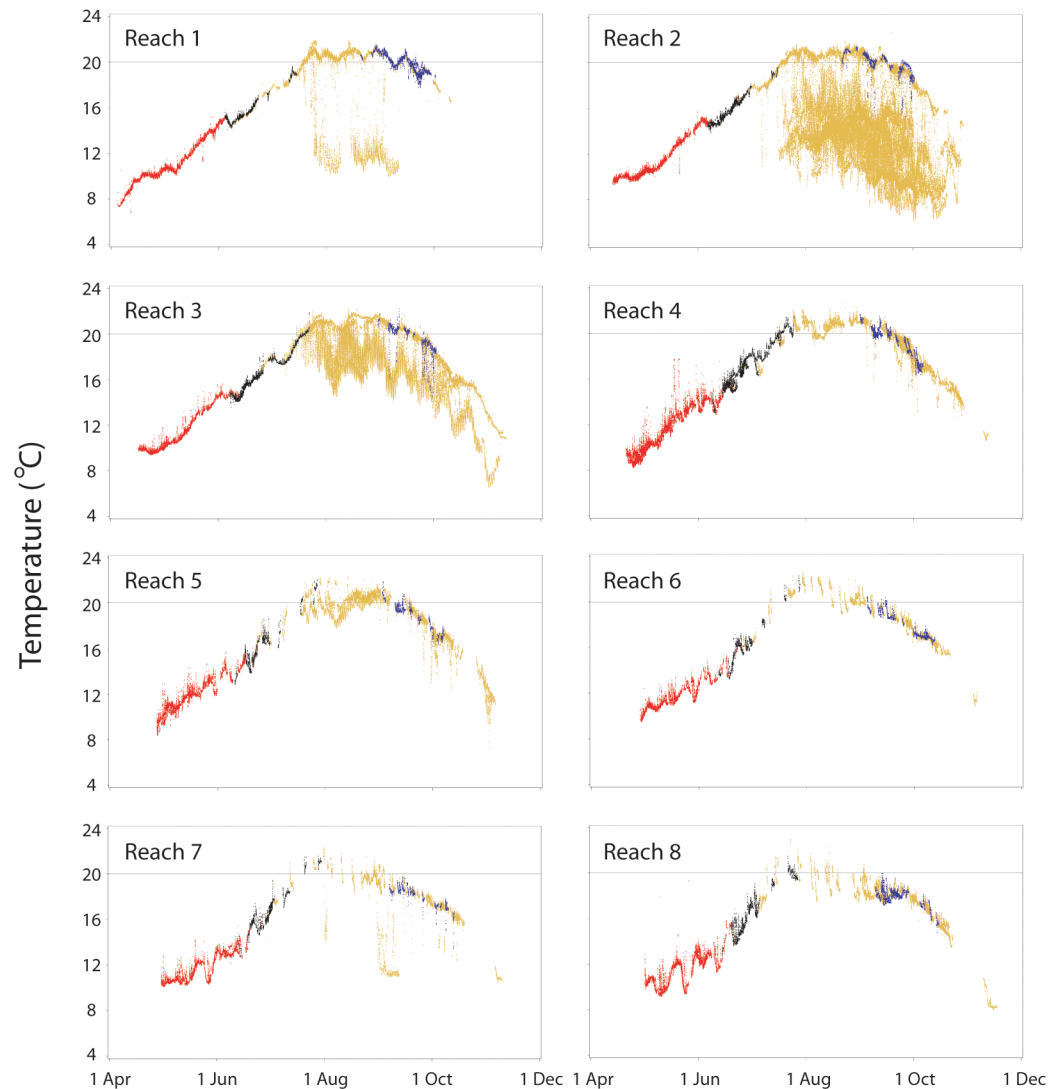 24
20
16
12
8
4
Reach 1
Reach 2
24
20
16
12
8
4
Reach 3
Reach 4
24
20
16
12
8
4
Reach 5
Reach 6
24
20
16
12
8
4
Reach 7
Reach 8
1 Apr 1 Jun 1 Aug 1 Oct 1 Dec
1 Apr 1 Jun 1 Aug 1 Oct 1 Dec
Temperature (°C)